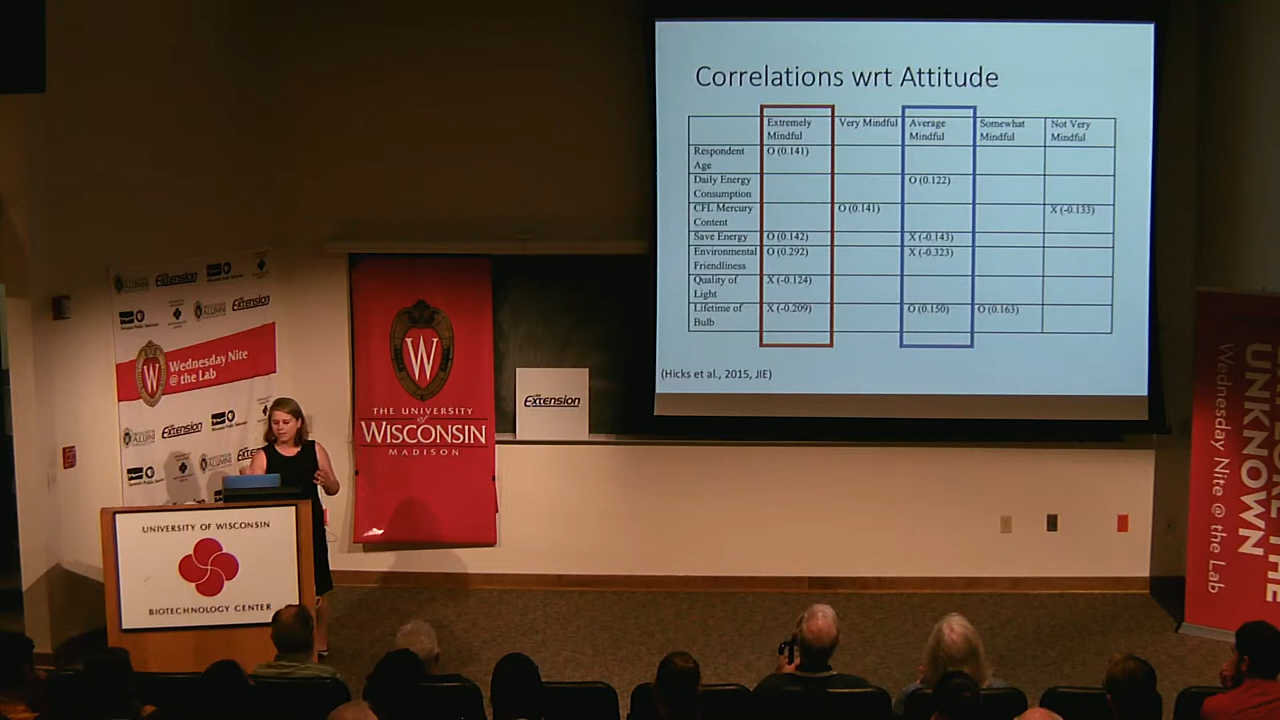 Correlations wrt Attitude
Extremely Mindful
Very Mindful
Average Mindful
Somewhat Mindful
Not Very Mindful
Respondent Age
O (0.141)
Daily Energy Consumption
O (0.122)
CFL Mercury Content
O (0.141)
X (-0.133)
Save Energy
O (0.142)
X (-0.143)
Environmental Friendliness
O (0.292)
X (-0.323)
Quality of Light
X (-0.124)
Lifetime of Bulb
X (-0.209)
O (0.150)
O (0.163)
(Hicks et al., 2015, JIE)
Extension
Extension
Wednesday Nite
@ the Lab
W
Extension
W
THE UNIVERSITY
of
WISCONSIN
MADISON
Extension
UNIVERSITY OF WISCONSIN
BIOTECHNOLOGY CENTER
THE
UNKNOWN
Wednesday Nite @ the Lab